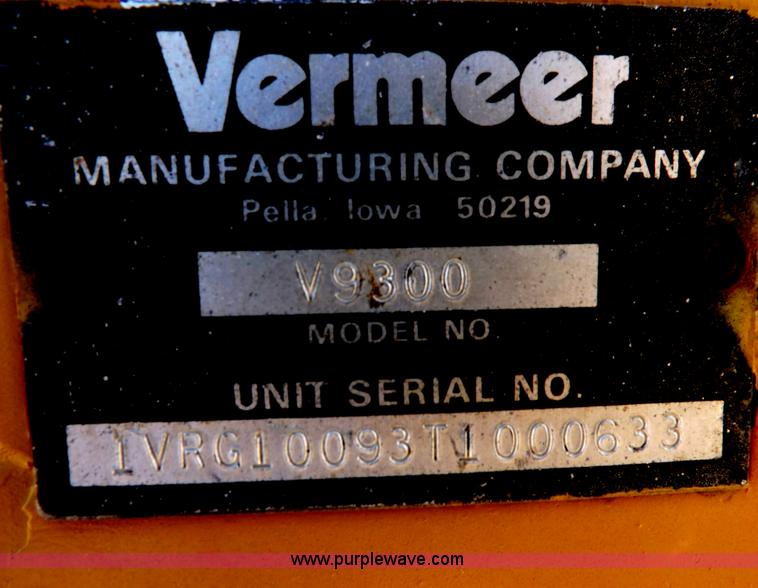 Vermeer
MANUFACTURING COMPANY
Pella Iowa 50219
V9300
MODEL NO
UNIT SERIAL NO.
1VRG10093T1000633
www.purplewave.com